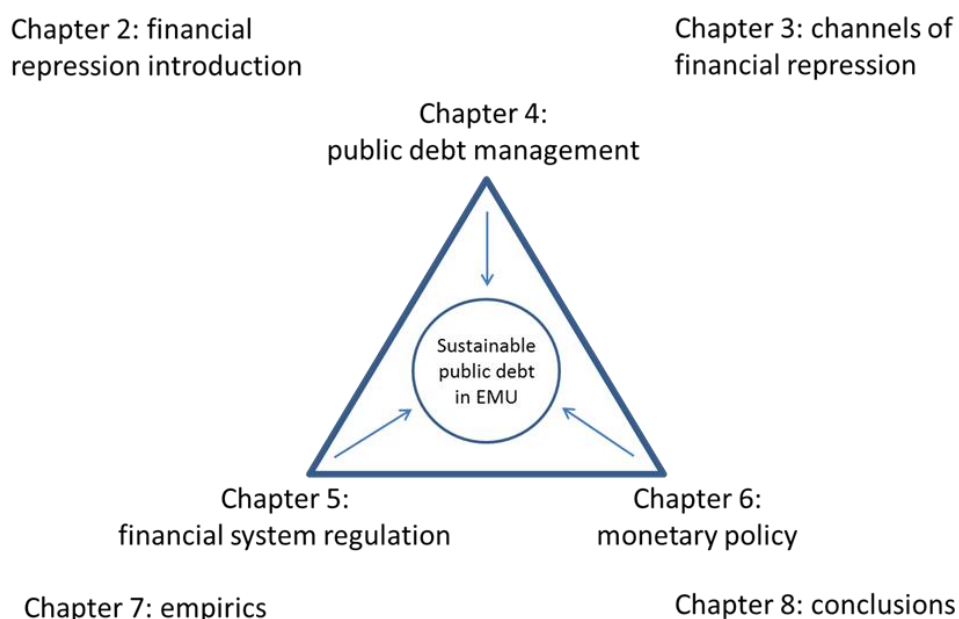 Chapter 2: financial
repression introduction
Chapter 3: channels of
financial repression
Chapter 4:
public debt management
Sustainable
public debt
in EMU
Chapter 5:
financial system regulation
Chapter 6:
monetary policy
Chapter 7: empirics
Chapter 8: conclusions